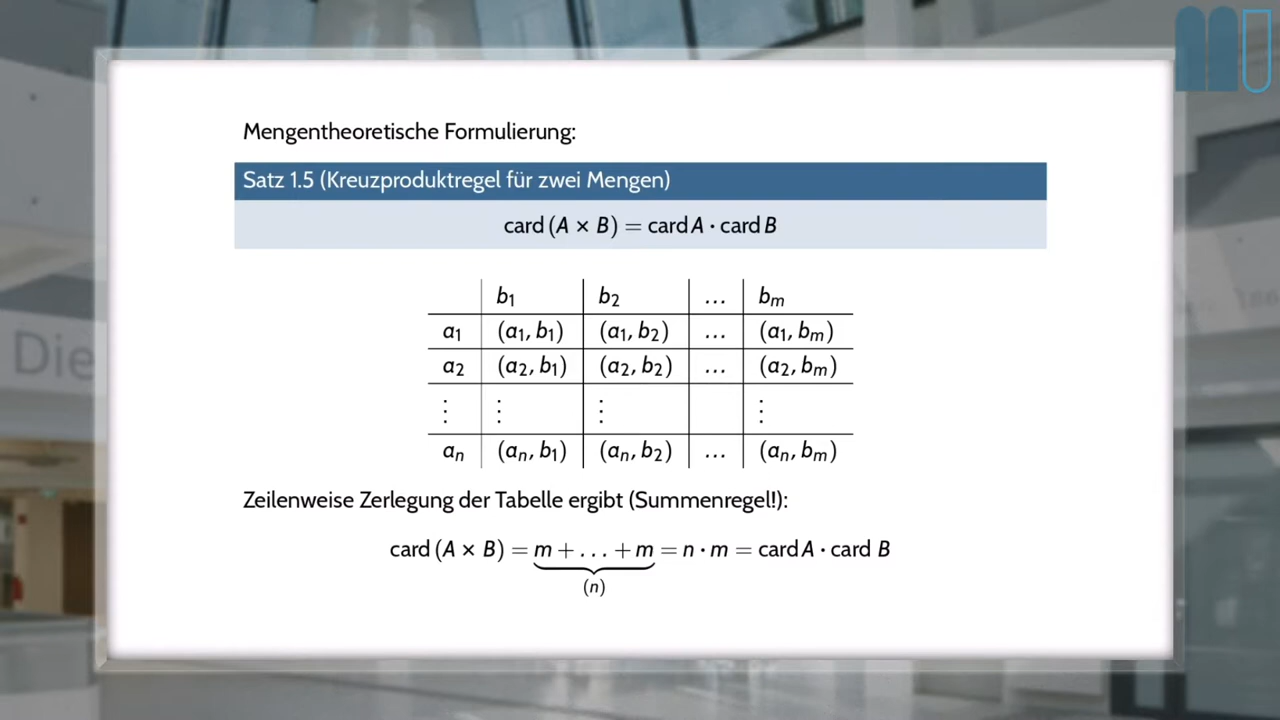 Mengentheoretische Formulierung:
Satz 1.5 (Kreuzproduktregel für zwei Mengen)
card (A × B) = card A · card B
b₁ b₂ … bₘ
a₁ (a₁, b₁) (a₁, b₂) … (a₁, bₘ)
a₂ (a₂, b₁) (a₂, b₂) … (a₂, bₘ)
⋮ ⋮ ⋮ ⋮
aₙ (aₙ, b₁) (aₙ, b₂) … (aₙ, bₘ)
Zeilenweise Zerlegung der Tabelle ergibt (Summenregel!):
card (A × B) = m + … + m = n · m = card A · card B
(n)
Die